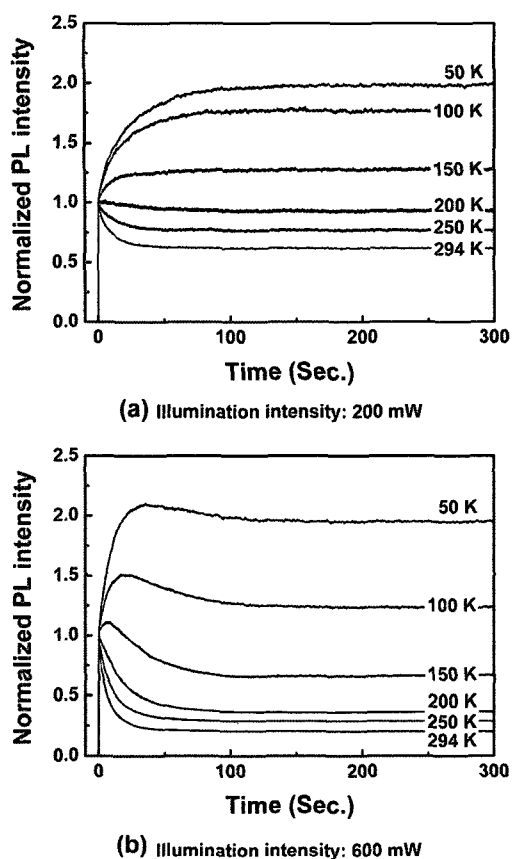 2.5
2.0
1.5
1.0
0.5
0.0
Normalized PL intensity
50 K
100 K
150 K
200 K
250 K
294 K
0
100
200
300
Time (Sec.)
(a) Illumination intensity: 200 mW
2.5
2.0
1.5
1.0
0.5
0.0
Normalized PL intensity
50 K
100 K
150 K
200 K
250 K
294 K
0
100
200
300
Time (Sec.)
(b) Illumination intensity: 600 mW